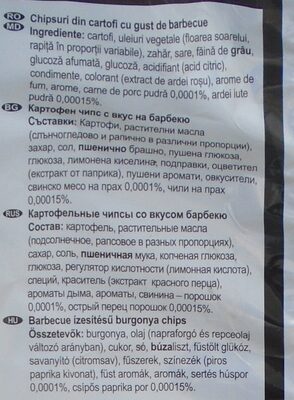 RO MD Chipsuri din cartofi cu gust de barbecue
Ingrediente: cartofi, uleiuri vegetale (floarea soarelui,
rapiță în proporții variabile), zahăr, sare, făină de grâu,
glucoză afumată, glucoză, acidifiant (acid citric),
condimente, colorant (extract de ardei roșu), arome de
fum, arome, carne de porc pudră 0,0001%, ardei iute
pudră 0,00015%.
BG Картофен чипс с вкус на барбекю
Съставки: Картофи, растителни масла
(слънчогледово и рапично в различни пропорции),
захар, сол, пшенично брашно, пушена глюкоза,
глюкоза, лимонена киселина, подправки, оцветител
(екстракт от паприка), пушени аромати, овкусители,
свинско месо на прах 0,0001%, чили на прах
0,00015%.
RUS Картофельные чипсы со вкусом барбекю
Состав: картофель, растительные масла
(подсолнечное, рапсовое в разных пропорциях),
сахар, соль, пшеничная мука, копченая глюкоза,
глюкоза, регулятор кислотности (лимонная кислота),
специй, краситель (экстракт красного перца),
ароматы дыма, ароматы, свинина – порошок
0,0001%, острый перец порошок 0,00015%.
HU Barbecue ízesítésű burgonya chips
Összetevők: burgonya, olaj (napraforgó és repceolaj
változó arányban), cukor, só, búzaliszt, füstölt glükóz,
savanyító (citromsav), fűszerek, színezék (piros
paprika kivonat), füst aromák, aromák, sertés húspor
0,0001%, csípős paprika por 0,00015%.